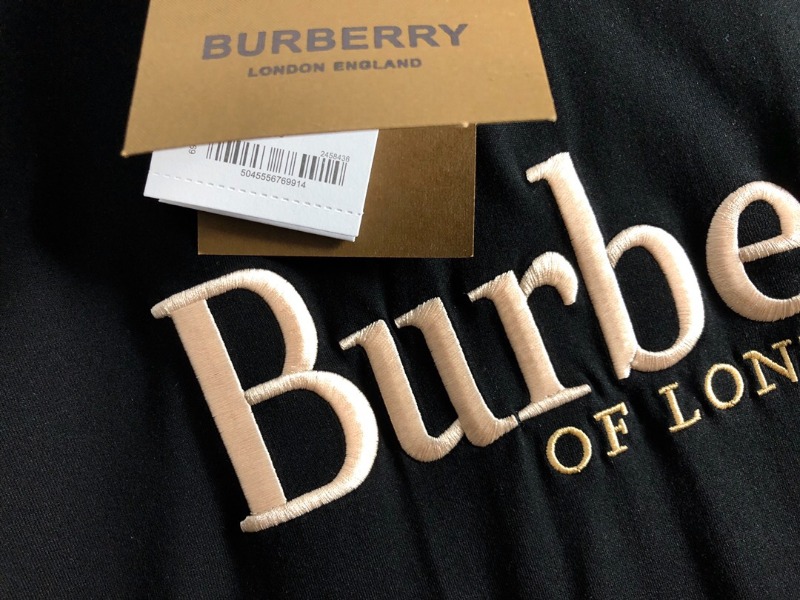 BURBERRY
LONDON ENGLAND
2458438
5045556769914
Burbe
OF LON